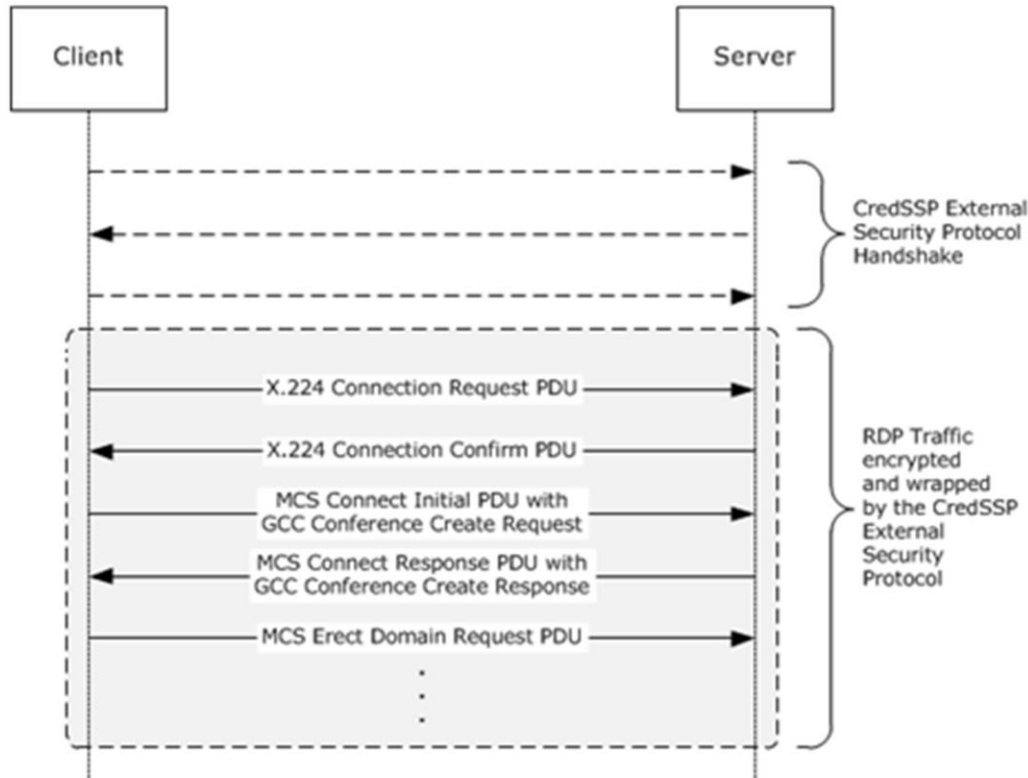 Client
Server
CredSSP External
Security Protocol
Handshake
X.224 Connection Request PDU
X.224 Connection Confirm PDU
MCS Connect Initial PDU with
GCC Conference Create Request
MCS Connect Response PDU with
GCC Conference Create Response
MCS Erect Domain Request PDU
RDP Traffic
encrypted
and wrapped
by the CredSSP
External
Security
Protocol